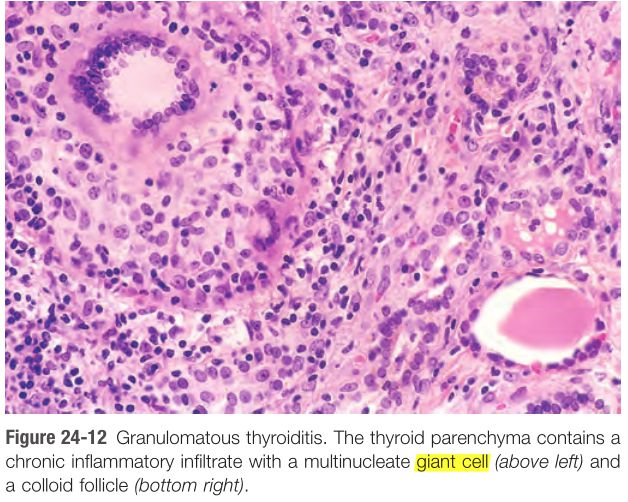 Figure 24-12 Granulomatous thyroiditis. The thyroid parenchyma contains a
chronic inflammatory infiltrate with a multinucleate giant cell (above left) and
a colloid follicle (bottom right).